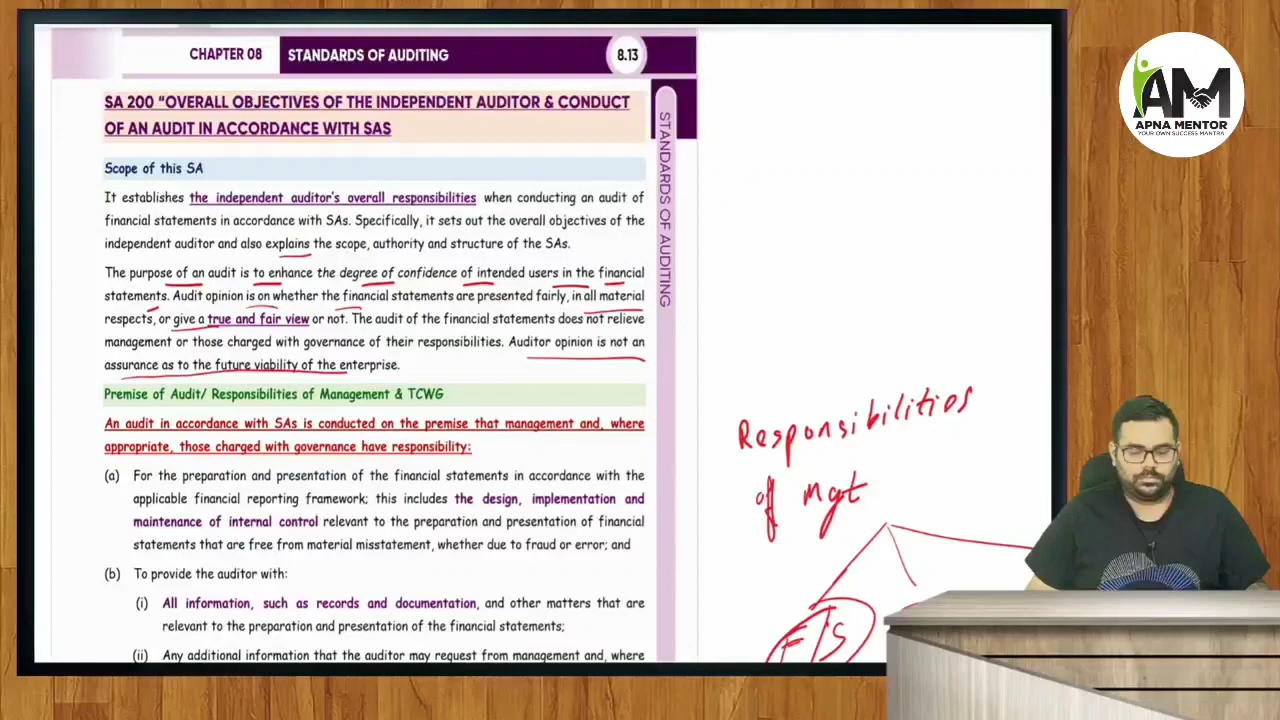 CHAPTER 08
STANDARDS OF AUDITING
8.13
SA 200 “OVERALL OBJECTIVES OF THE INDEPENDENT AUDITOR & CONDUCT
OF AN AUDIT IN ACCORDANCE WITH SAS
Scope of this SA
It establishes the independent auditor's overall responsibilities when conducting an audit of
financial statements in accordance with SAs. Specifically, it sets out the overall objectives of the
independent auditor and also explains the scope, authority and structure of the SAs.
The purpose of an audit is to enhance the degree of confidence of intended users in the financial
statements. Audit opinion is on whether the financial statements are presented fairly, in all material
respects, or give a true and fair view or not. The audit of the financial statements does not relieve
management or those charged with governance of their responsibilities. Auditor opinion is not an
assurance as to the future viability of the enterprise.
Premise of Audit/ Responsibilities of Management & TCWG
An audit in accordance with SAs is conducted on the premise that management and, where
appropriate, those charged with governance have responsibility:
(a) For the preparation and presentation of the financial statements in accordance with the
applicable financial reporting framework; this includes the design, implementation and
maintenance of internal control relevant to the preparation and presentation of financial
statements that are free from material misstatement, whether due to fraud or error; and
(b) To provide the auditor with:
(i) All information, such as records and documentation, and other matters that are
relevant to the preparation and presentation of the financial statements;
(ii) Any additional information that the auditor may request from management and, where
STANDARDS OF AUDITING
Responsibilities
of Mgt
F/S
AM
APNA MENTOR
YOUR OWN SUCCESS MANTRA